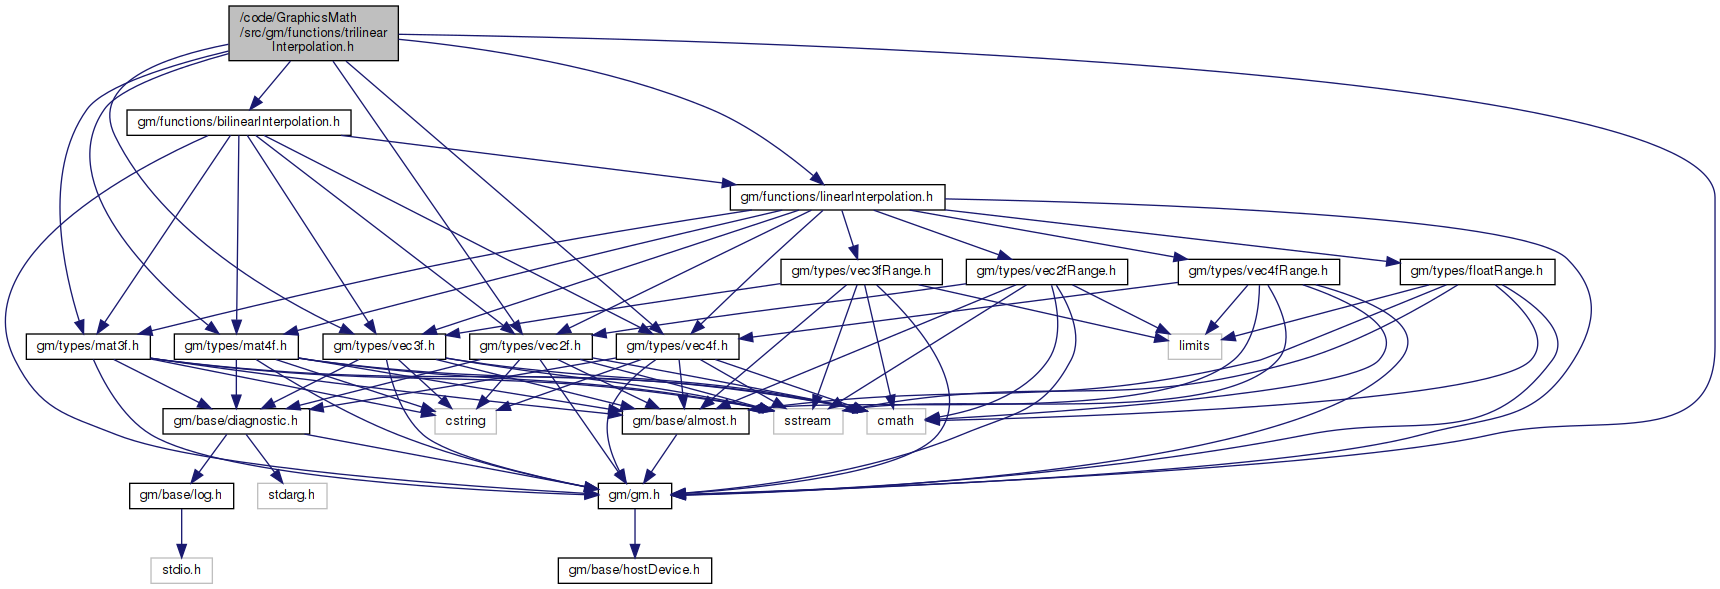 /code/GraphicsMath
/src/gm/functions/trilinear
Interpolation.h
gm/functions/bilinearInterpolation.h
gm/functions/linearInterpolation.h
gm/types/vec3fRange.h
gm/types/vec2fRange.h
gm/types/vec4fRange.h
gm/types/floatRange.h
gm/types/mat3f.h
gm/types/mat4f.h
gm/types/vec3f.h
gm/types/vec2f.h
gm/types/vec4f.h
limits
gm/base/diagnostic.h
cstring
gm/base/almost.h
sstream
cmath
gm/base/log.h
stdarg.h
gm/gm.h
stdio.h
gm/base/hostDevice.h